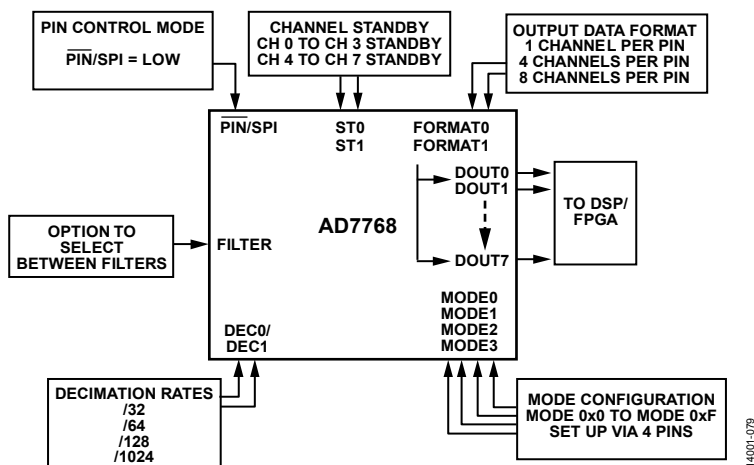 PIN CONTROL MODE
PIN/SPI = LOW
CHANNEL STANDBY
CH 0 TO CH 3 STANDBY
CH 4 TO CH 7 STANDBY
OUTPUT DATA FORMAT
1 CHANNEL PER PIN
4 CHANNELS PER PIN
8 CHANNELS PER PIN
PIN/SPI
ST0
ST1
FORMAT0
FORMAT1
DOUT0
DOUT1
DOUT7
TO DSP/
FPGA
AD7768
OPTION TO
SELECT
BETWEEN FILTERS
FILTER
MODE0
MODE1
MODE2
MODE3
DEC0/
DEC1
DECIMATION RATES
/32
/64
/128
/1024
MODE CONFIGURATION
MODE 0x0 TO MODE 0xF
SET UP VIA 4 PINS
14001-079